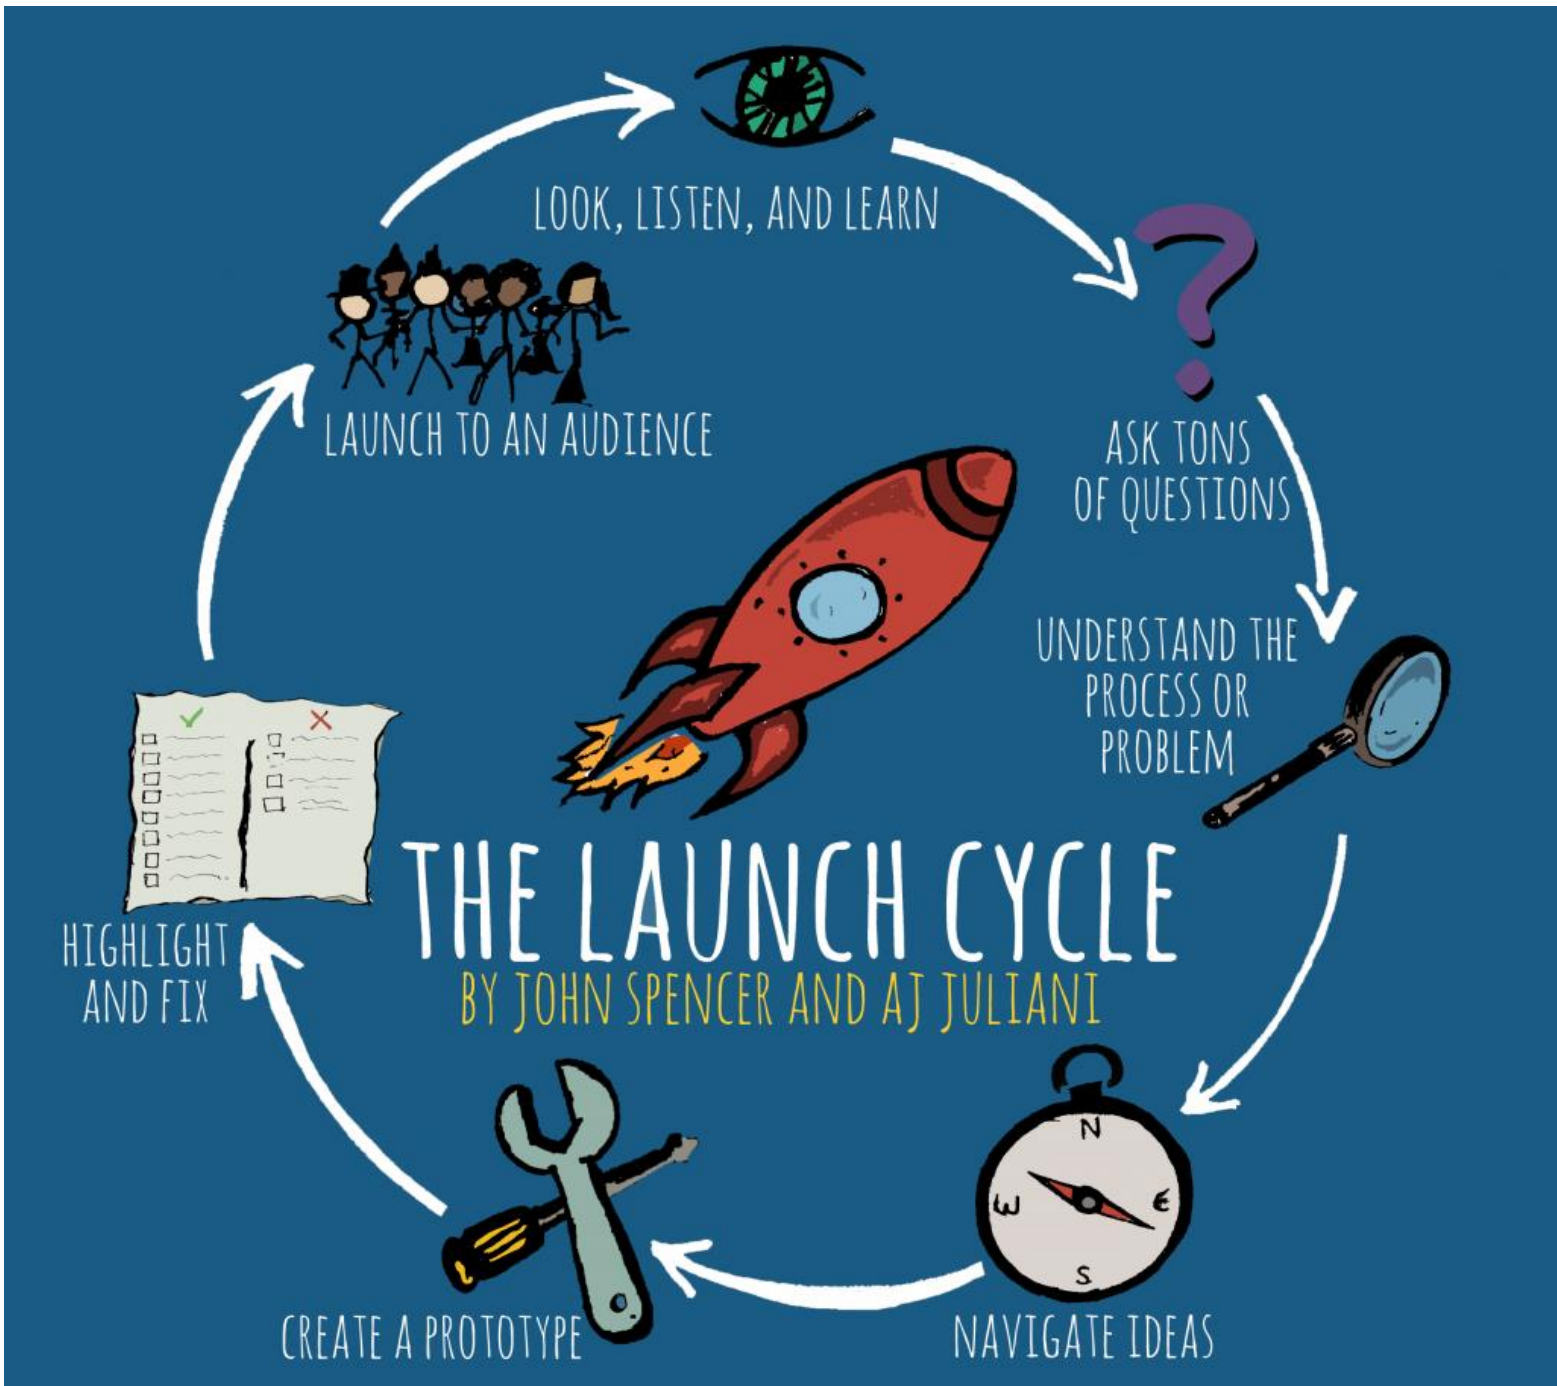 LOOK, LISTEN, AND LEARN
ASK TONS
OF QUESTIONS
UNDERSTAND THE
PROCESS OR
PROBLEM
NAVIGATE IDEAS
N
W
E
S
CREATE A PROTOTYPE
HIGHLIGHT
AND FIX
LAUNCH TO AN AUDIENCE
THE LAUNCH CYCLE
BY JOHN SPENCER AND AJ JULIANI